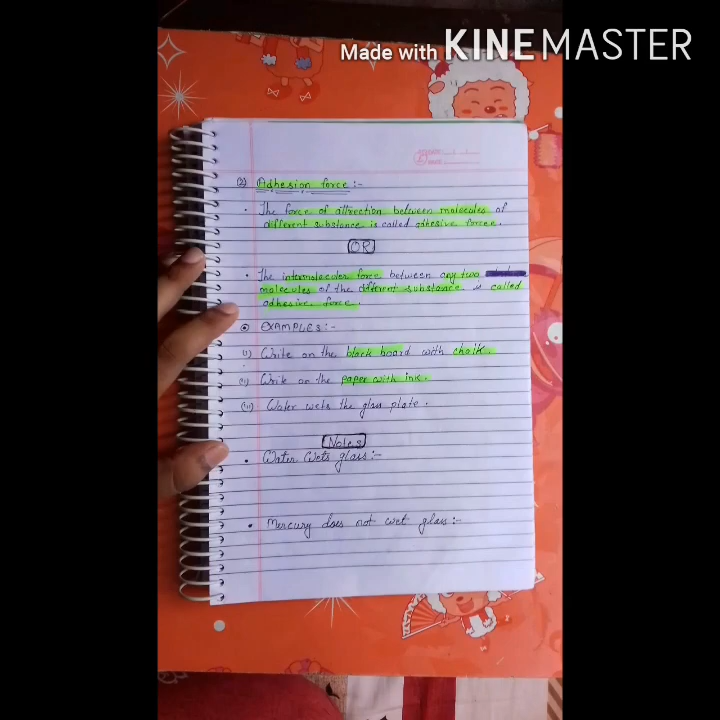 Made with KINEMASTER
(2) Adhesion force :-
• The force of attraction between molecules of
different substance is called adhesive force.
OR
• The intermolecular force between any two
molecules of the different substance is called
adhesive force.
EXAMPLES :-
(i) Write on the black board with chalk.
(ii) Write on the paper with ink.
(iii) Water wets the glass plate.
Notes
• Water Wets glass :-
• Mercury does not wet glass :-